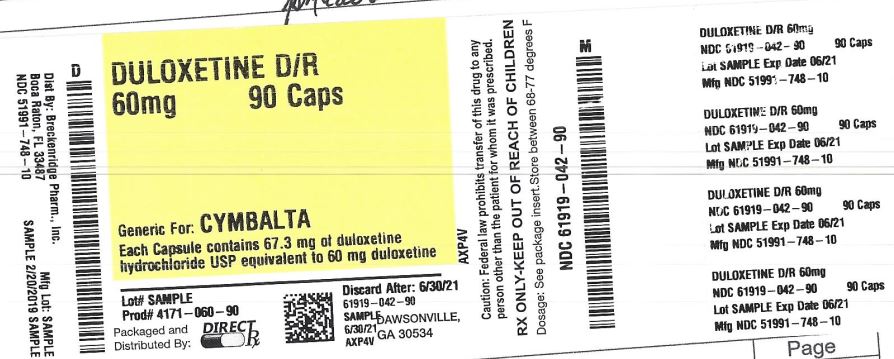 Dist By: Breckenridge Pharm., Inc.
Boca Raton, FL 33487
NDC 51991-748-10
Mfg Lot: SAMPLE
SAMPLE 2/20/2019 SAMPLE
D
DULOXETINE D/R
60mg 90 Caps
Generic For: CYMBALTA
Each Capsule contains 67.3 mg of duloxetine
hydrochloride USP equivalent to 60 mg duloxetine
Lot# SAMPLE
Prod# 4171-060-90
Packaged and
Distributed By:
DIRECT Rx
Discard After: 6/30/21
61919-042-90
SAMPLE
6/30/21
AXP4V
DAWSONVILLE,
GA 30534
AXP4V
Caution: Federal law prohibits transfer of this drug to any
person other than the patient for whom it was prescribed.
RX ONLY-KEEP OUT OF REACH OF CHILDREN
Dosage: See package insert.Store between 68-77 degrees F
NDC 61919-042-90
M
DULOXETINE D/R 60mg
NDC 61919-042-90 90 Caps
Lot SAMPLE Exp Date 06/21
Mfg NDC 51991-748-10
DULOXETINE D/R 60mg
NDC 61919-042-90 90 Caps
Lot SAMPLE Exp Date 06/21
Mfg NDC 51991-748-10
DULOXETINE D/R 60mg
NDC 61919-042-90 90 Caps
Lot SAMPLE Exp Date 06/21
Mfg NDC 51991-748-10
DULOXETINE D/R 60mg
NDC 61919-042-90 90 Caps
Lot SAMPLE Exp Date 06/21
Mfg NDC 51991-748-10
Page